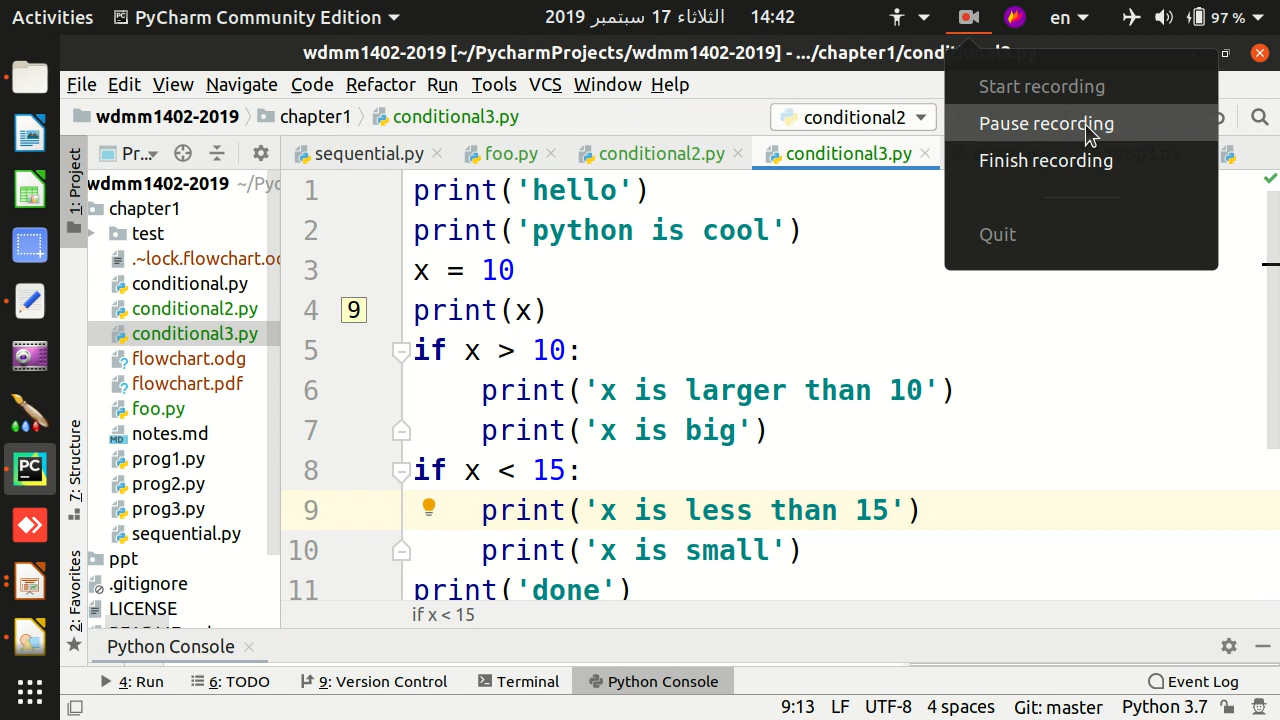 Activities PyCharm Community Edition 2019 الثلاثاء 17 سبتمبر 14:42 en 97 %
wdmm1402-2019 [~/PycharmProjects/wdmm1402-2019] - .../chapter1/cond
File Edit View Navigate Code Refactor Run Tools VCS Window Help
Start recording
Pause recording
Finish recording
Quit
wdmm1402-2019 chapter1 conditional3.py conditional2
1: Project
7: Structure
2: Favorites
Pr...
sequential.py foo.py conditional2.py conditional3.py
wdmm1402-2019 ~/Pyc
chapter1
test
.~lock.flowchart.oc
conditional.py
conditional2.py
conditional3.py
flowchart.odg
flowchart.pdf
foo.py
notes.md
prog1.py
prog2.py
prog3.py
sequential.py
ppt
.gitignore
LICENSE
1 print('hello')
2 print('python is cool')
3 x = 10
4 9 print(x)
5 if x > 10:
6 print('x is larger than 10')
7 print('x is big')
8 if x < 15:
9 print('x is less than 15')
10 print('x is small')
11 print('done')
if x < 15
Python Console
4: Run 6: TODO 9: Version Control Terminal Python Console Event Log
9:13 LF UTF-8 4 spaces Git: master Python 3.7